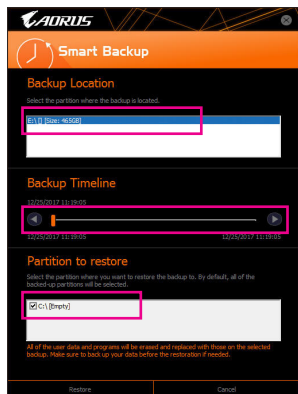 AORUS
Smart Backup
Backup Location
Select the partition where the backup is located.
E:\ [] [Size: 465GB]
Backup Timeline
12/25/2017 11:19:05
12/25/2017 11:19:05
12/25/2017 11:19:05
Partition to restore
Select the partition where you want to restore the backup to. By default, all of the
backed-up partitions will be selected.
C:\ [Empty]
All of the user data and programs will be erased and replaced with those on the selected
backup. Make sure to back up your data before the restoration if needed.
Restore
Cancel